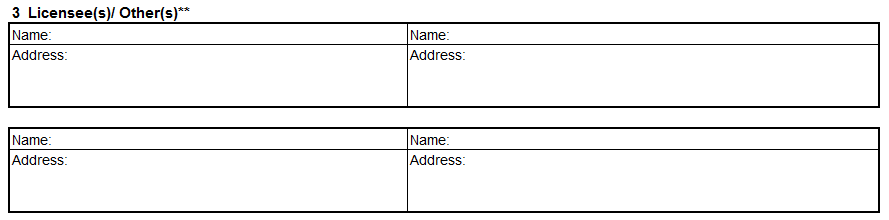 3 Licensee(s)/ Other(s)**
Name: Name:
Address: Address:
Name: Name:
Address: Address: